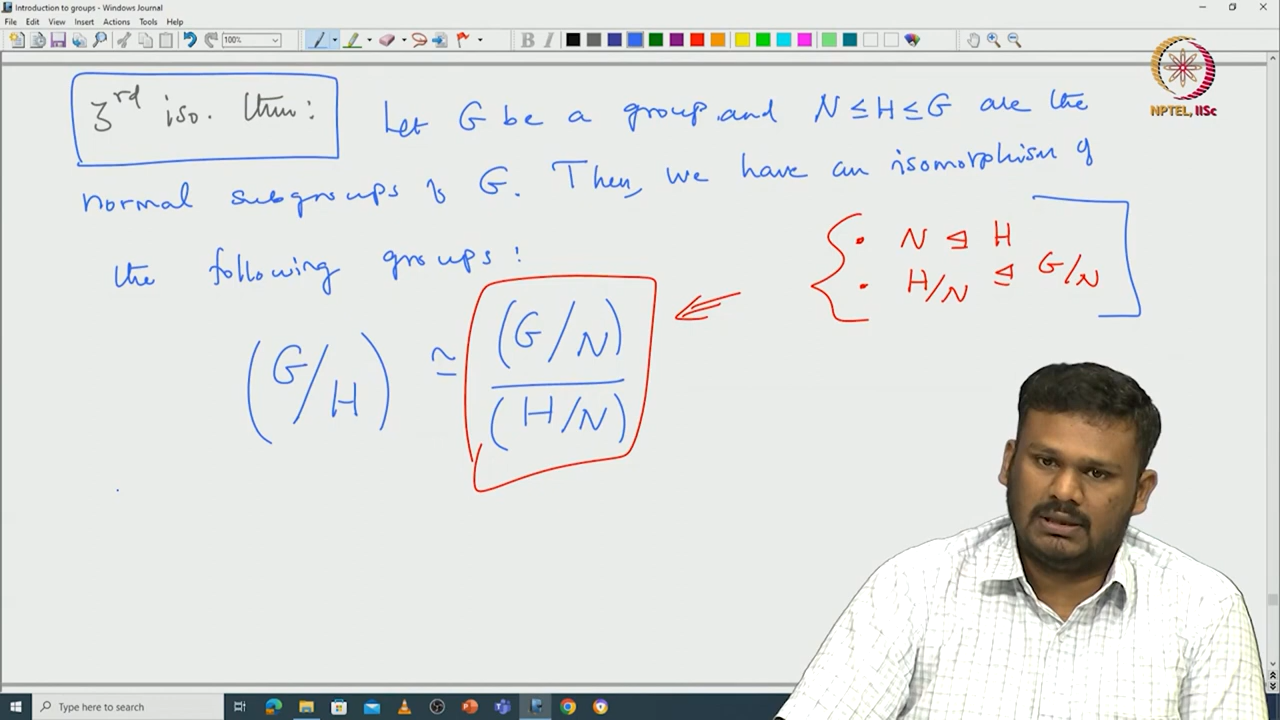 Introduction to groups - Windows Journal
File Edit View Insert Actions Tools Help
100%
B I
NPTEL, IISc
3rd iso. thm: Let G be a group and N ≤ H ≤ G are the
normal subgroups of G. Then, we have an isomorphism of
the following groups:
• N ⊴ H
• H/N ⊴ G/N
(G/H) ≅ (G/N)
(H/N)
Type here to search